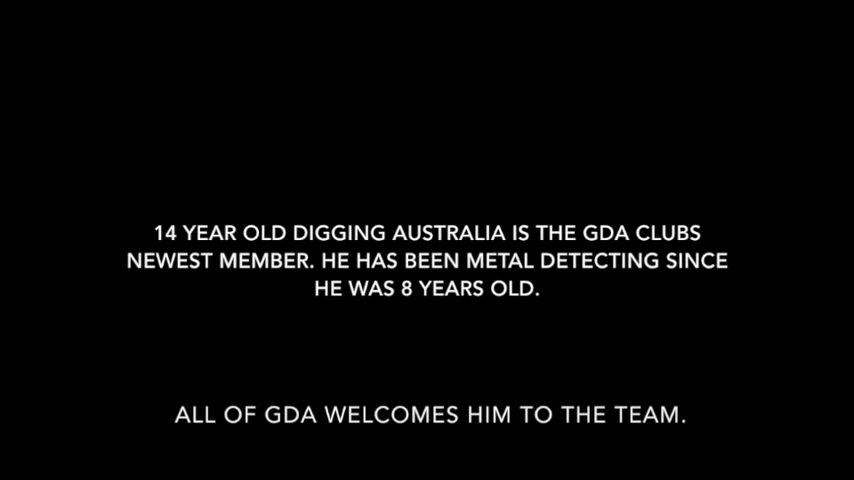 14 YEAR OLD DIGGING AUSTRALIA IS THE GDA CLUBS
NEWEST MEMBER. HE HAS BEEN METAL DETECTING SINCE
HE WAS 8 YEARS OLD.
ALL OF GDA WELCOMES HIM TO THE TEAM.